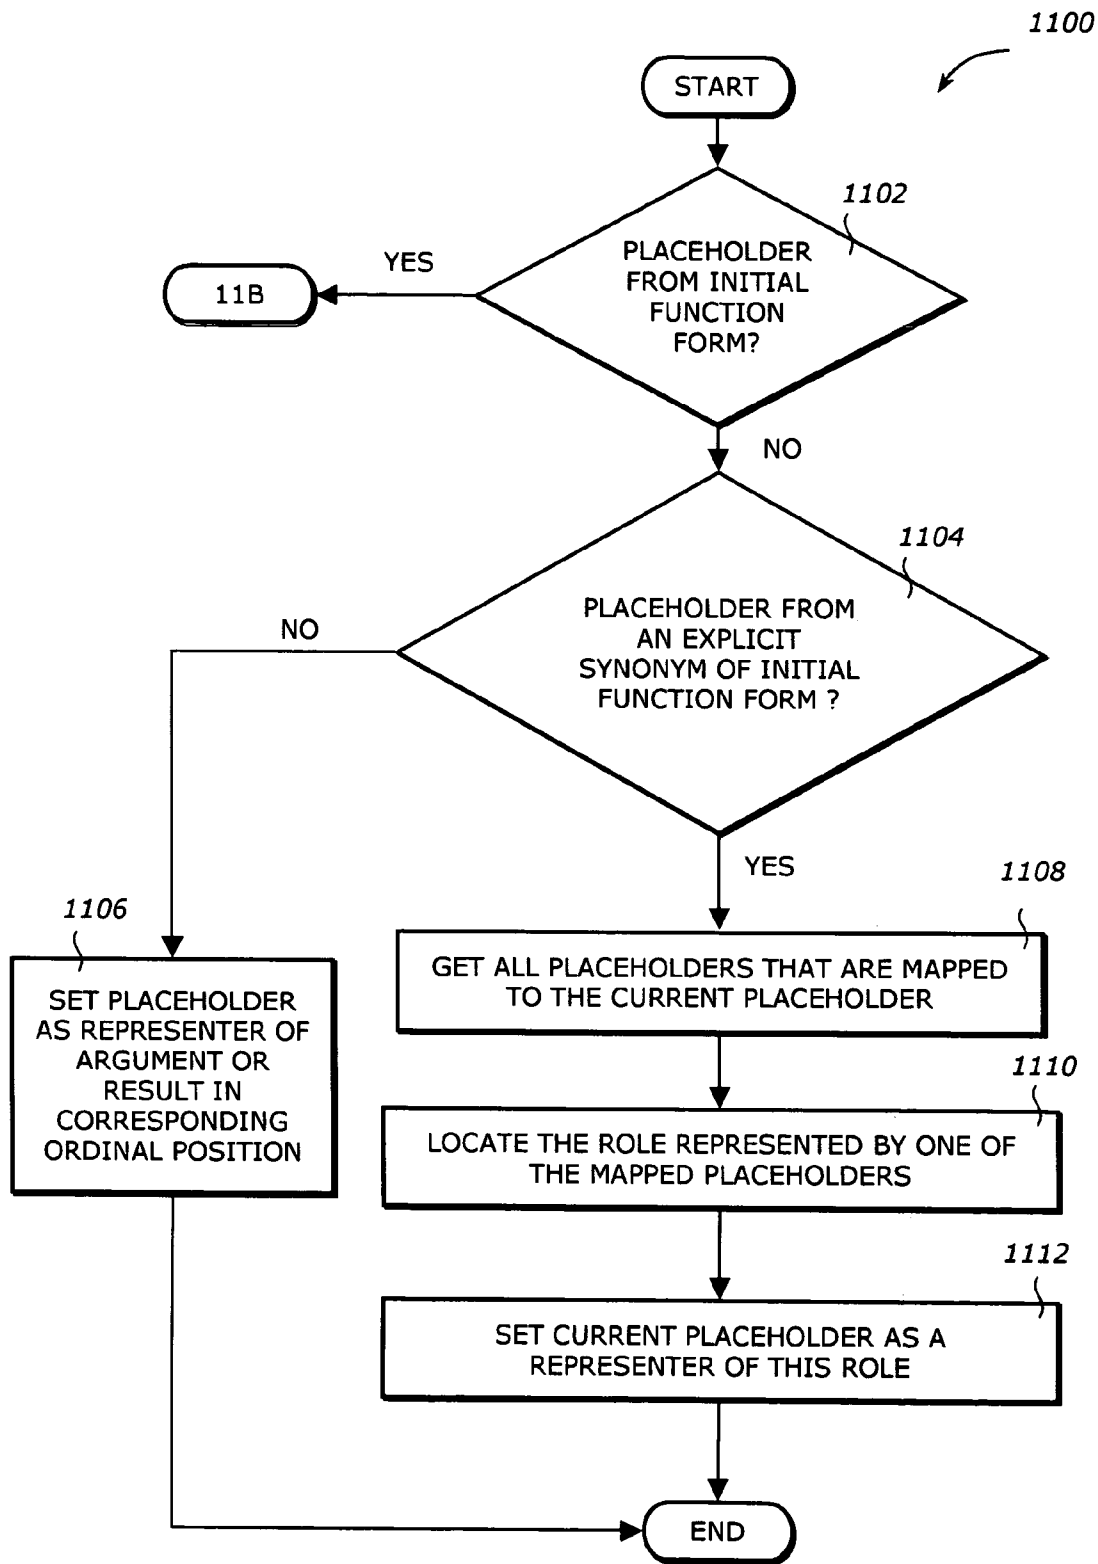 1100
START
1102
PLACEHOLDER
FROM INITIAL
FUNCTION
FORM?
YES
11B
NO
1104
PLACEHOLDER FROM
AN EXPLICIT
SYNONYM OF INITIAL
FUNCTION FORM ?
NO
YES
1106
SET PLACEHOLDER
AS REPRESENTER OF
ARGUMENT OR
RESULT IN
CORRESPONDING
ORDINAL POSITION
1108
GET ALL PLACEHOLDERS THAT ARE MAPPED
TO THE CURRENT PLACEHOLDER
1110
LOCATE THE ROLE REPRESENTED BY ONE OF
THE MAPPED PLACEHOLDERS
1112
SET CURRENT PLACEHOLDER AS A
REPRESENTER OF THIS ROLE
END